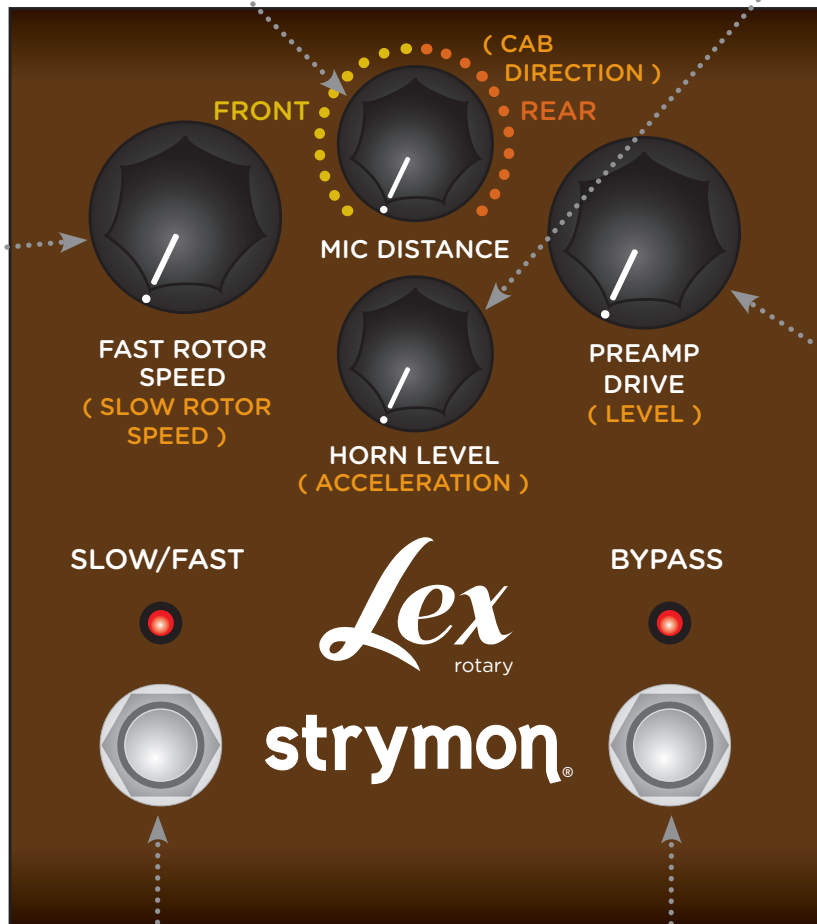 ( CAB
DIRECTION )
FRONT
REAR
MIC DISTANCE
FAST ROTOR
SPEED
( SLOW ROTOR
SPEED )
HORN LEVEL
( ACCELERATION )
PREAMP
DRIVE
( LEVEL )
SLOW/FAST
BYPASS
Lex
rotary
strymon®